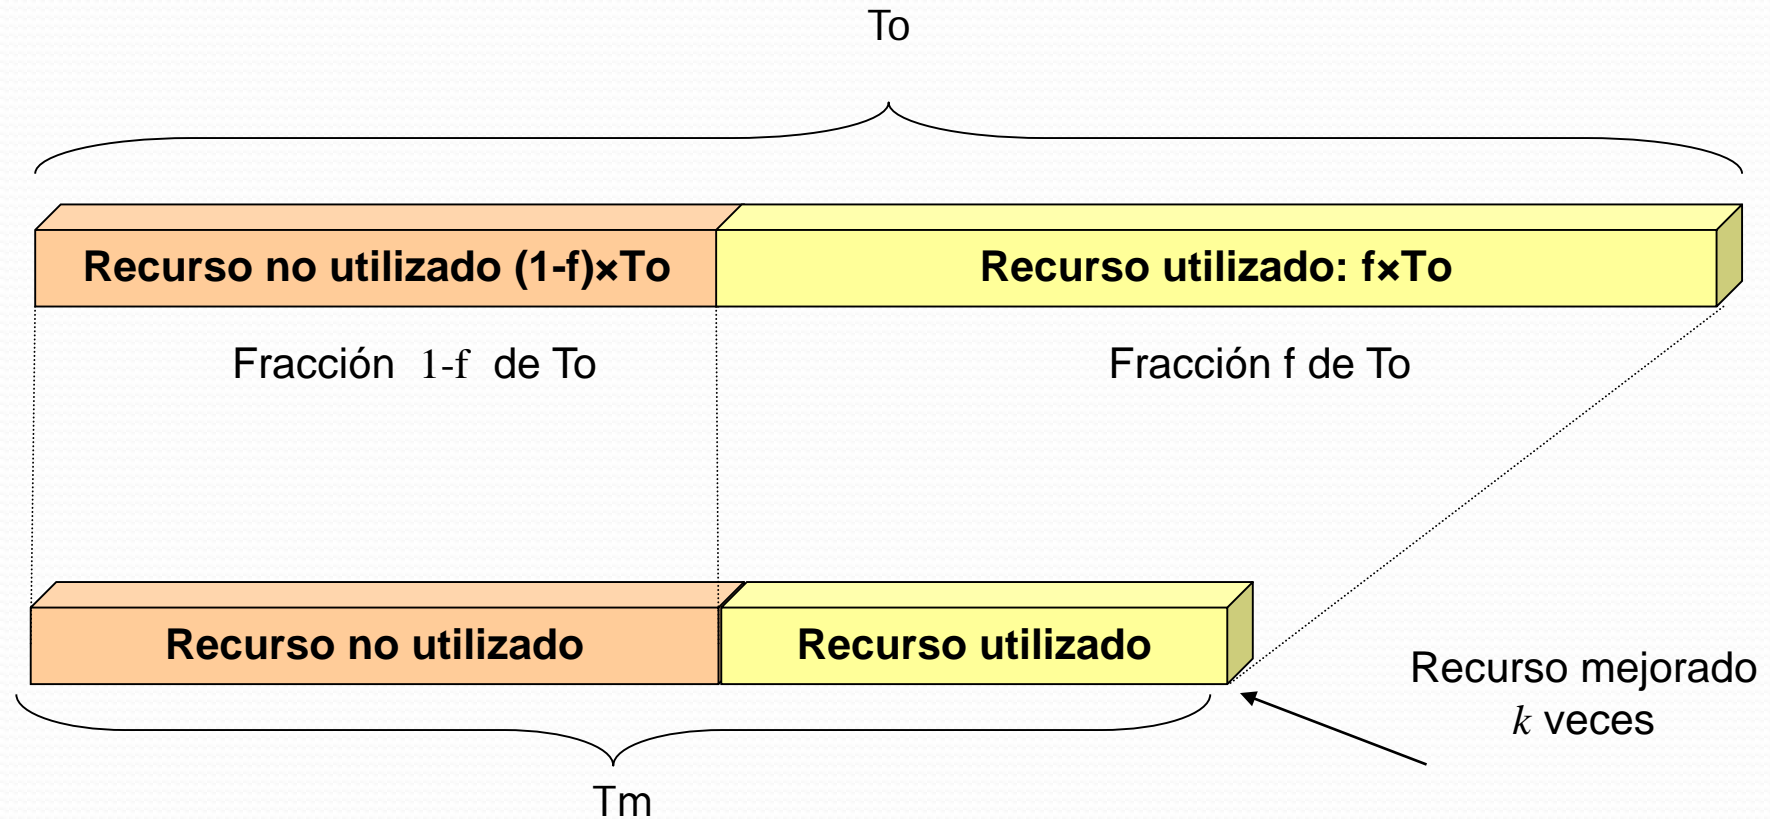 To
Recurso no utilizado (1-f)×To
Recurso utilizado: f×To
Fracción 1-f de To
Fracción f de To
Recurso no utilizado
Recurso utilizado
Recurso mejorado
k veces
Tm